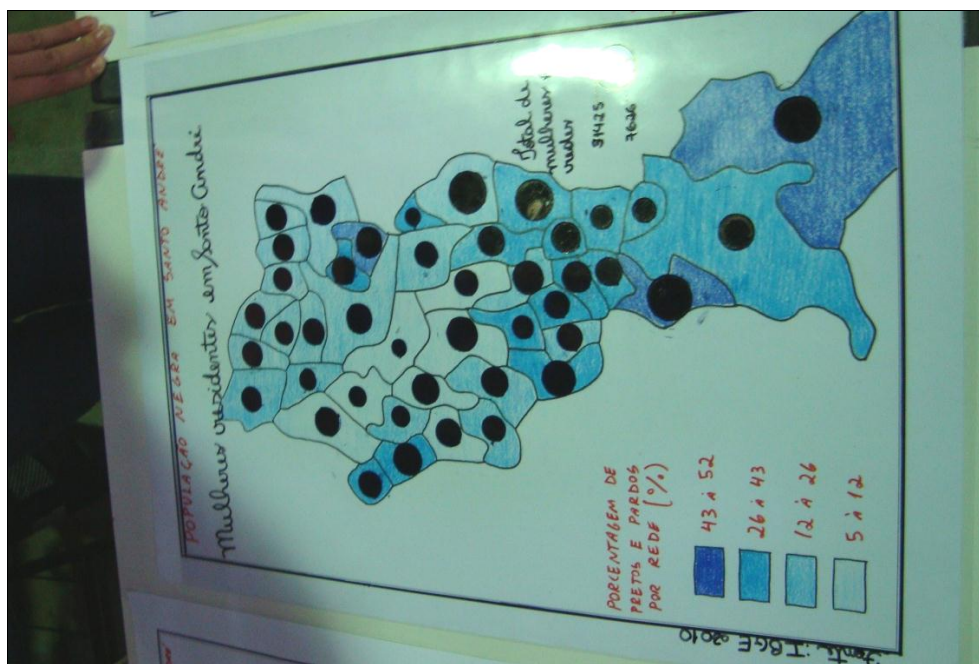 POPULAÇÃO NEGRA EM SANTO ANDRÉ
Mulheres residentes em Santo André
Total de
mulheres
31425
7626
PORCENTAGEM DE
PRETOS E PARDOS
POR REDE (%)
43 à 52
26 à 43
12 à 26
5 à 12
Fonte: IBGE 2010